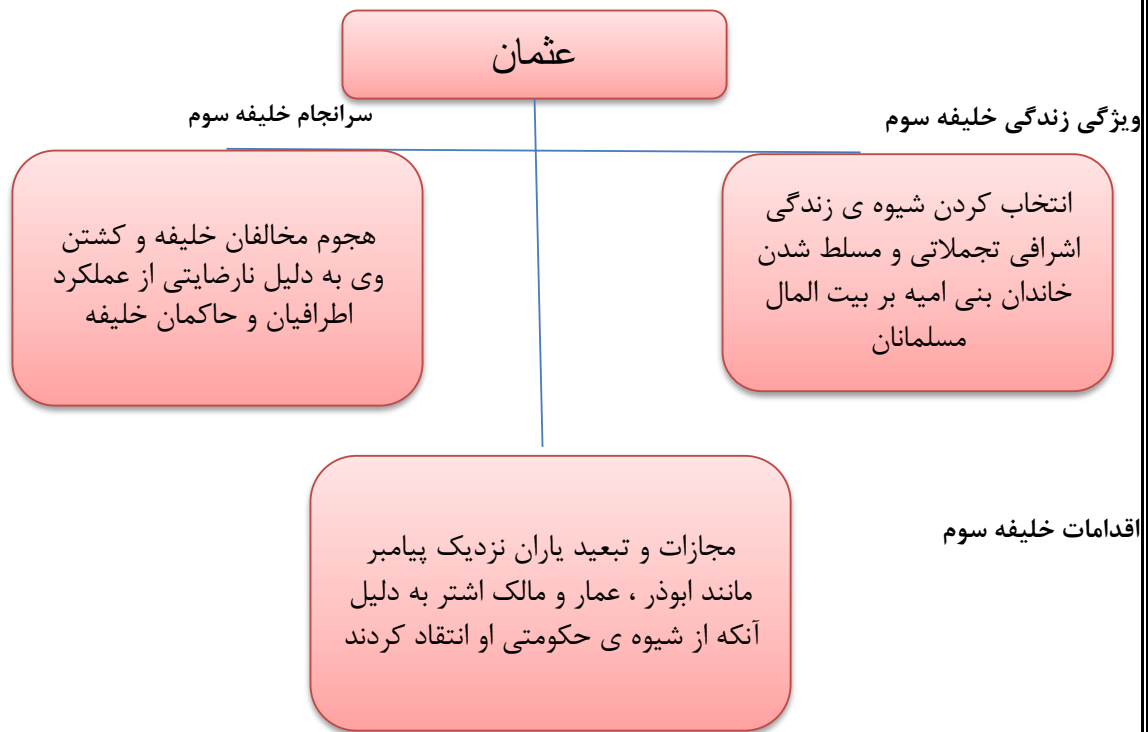 عثمان
ویژگی زندگی خلیفه سوم
سرانجام خلیفه سوم
انتخاب کردن شیوه ی زندگی
اشرافی تجملاتی و مسلط شدن
خاندان بنی امیه بر بیت المال
مسلمانان
هجوم مخالفان خلیفه و کشتن
وی به دلیل نارضایتی از عملکرد
اطرافیان و حاکمان خلیفه
اقدامات خلیفه سوم
مجازات و تبعید یاران نزدیک پیامبر
مانند ابوذر ، عمار و مالک اشتر به دلیل
آنکه از شیوه ی حکومتی او انتقاد کردند